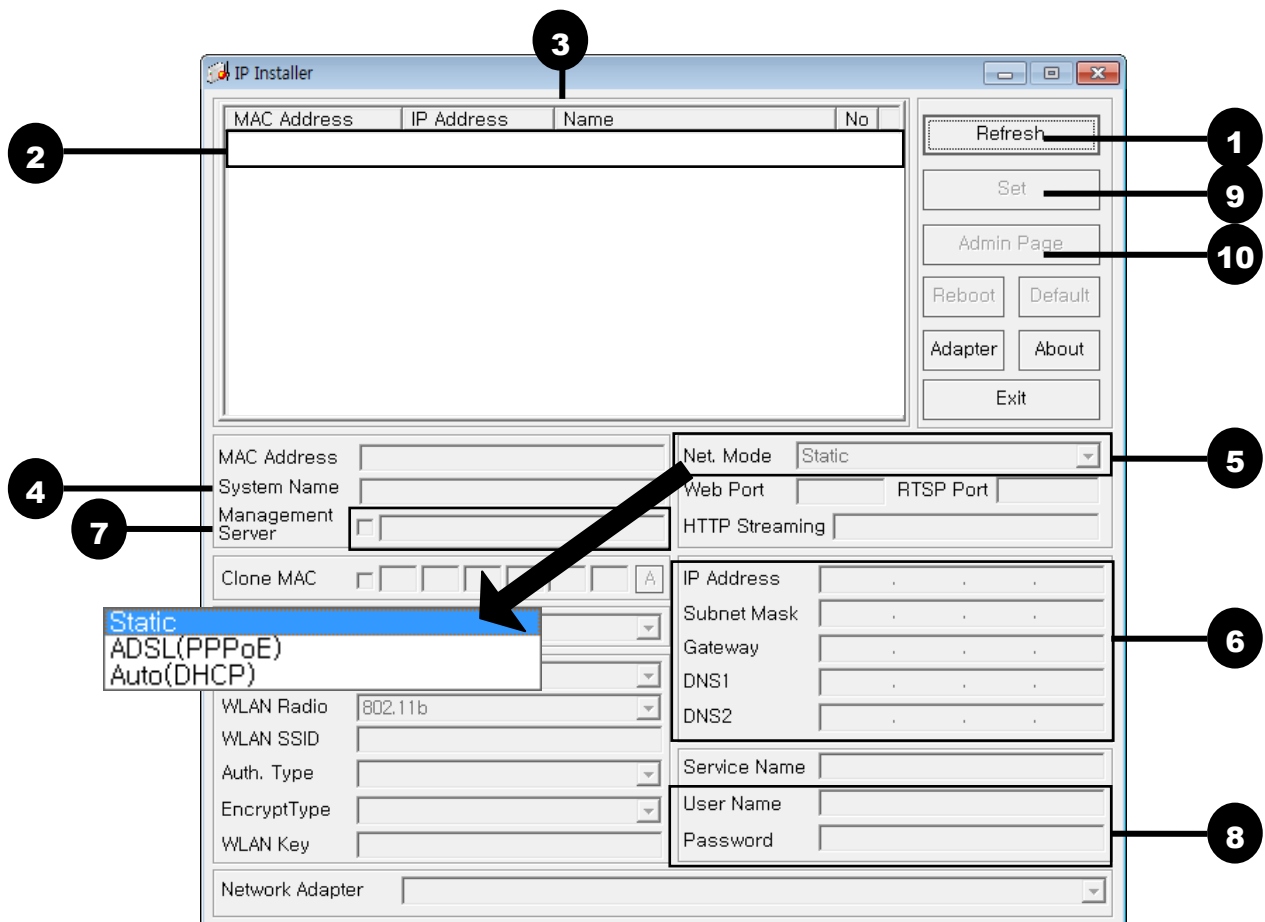 3
IP Installer
MAC Address IP Address Name No
Refresh
1
2
Set
9
Admin Page
10
Reboot Default
Adapter About
Exit
MAC Address
Net. Mode Static
5
4
System Name
Web Port RTSP Port
7
Management
Server
HTTP Streaming
Clone MAC A
IP Address
Static
ADSL(PPPoE)
Auto(DHCP)
Subnet Mask
6
Gateway
DNS1
WLAN Radio 802.11b
DNS2
WLAN SSID
Auth. Type
Service Name
EncryptType
User Name
8
WLAN Key
Password
Network Adapter